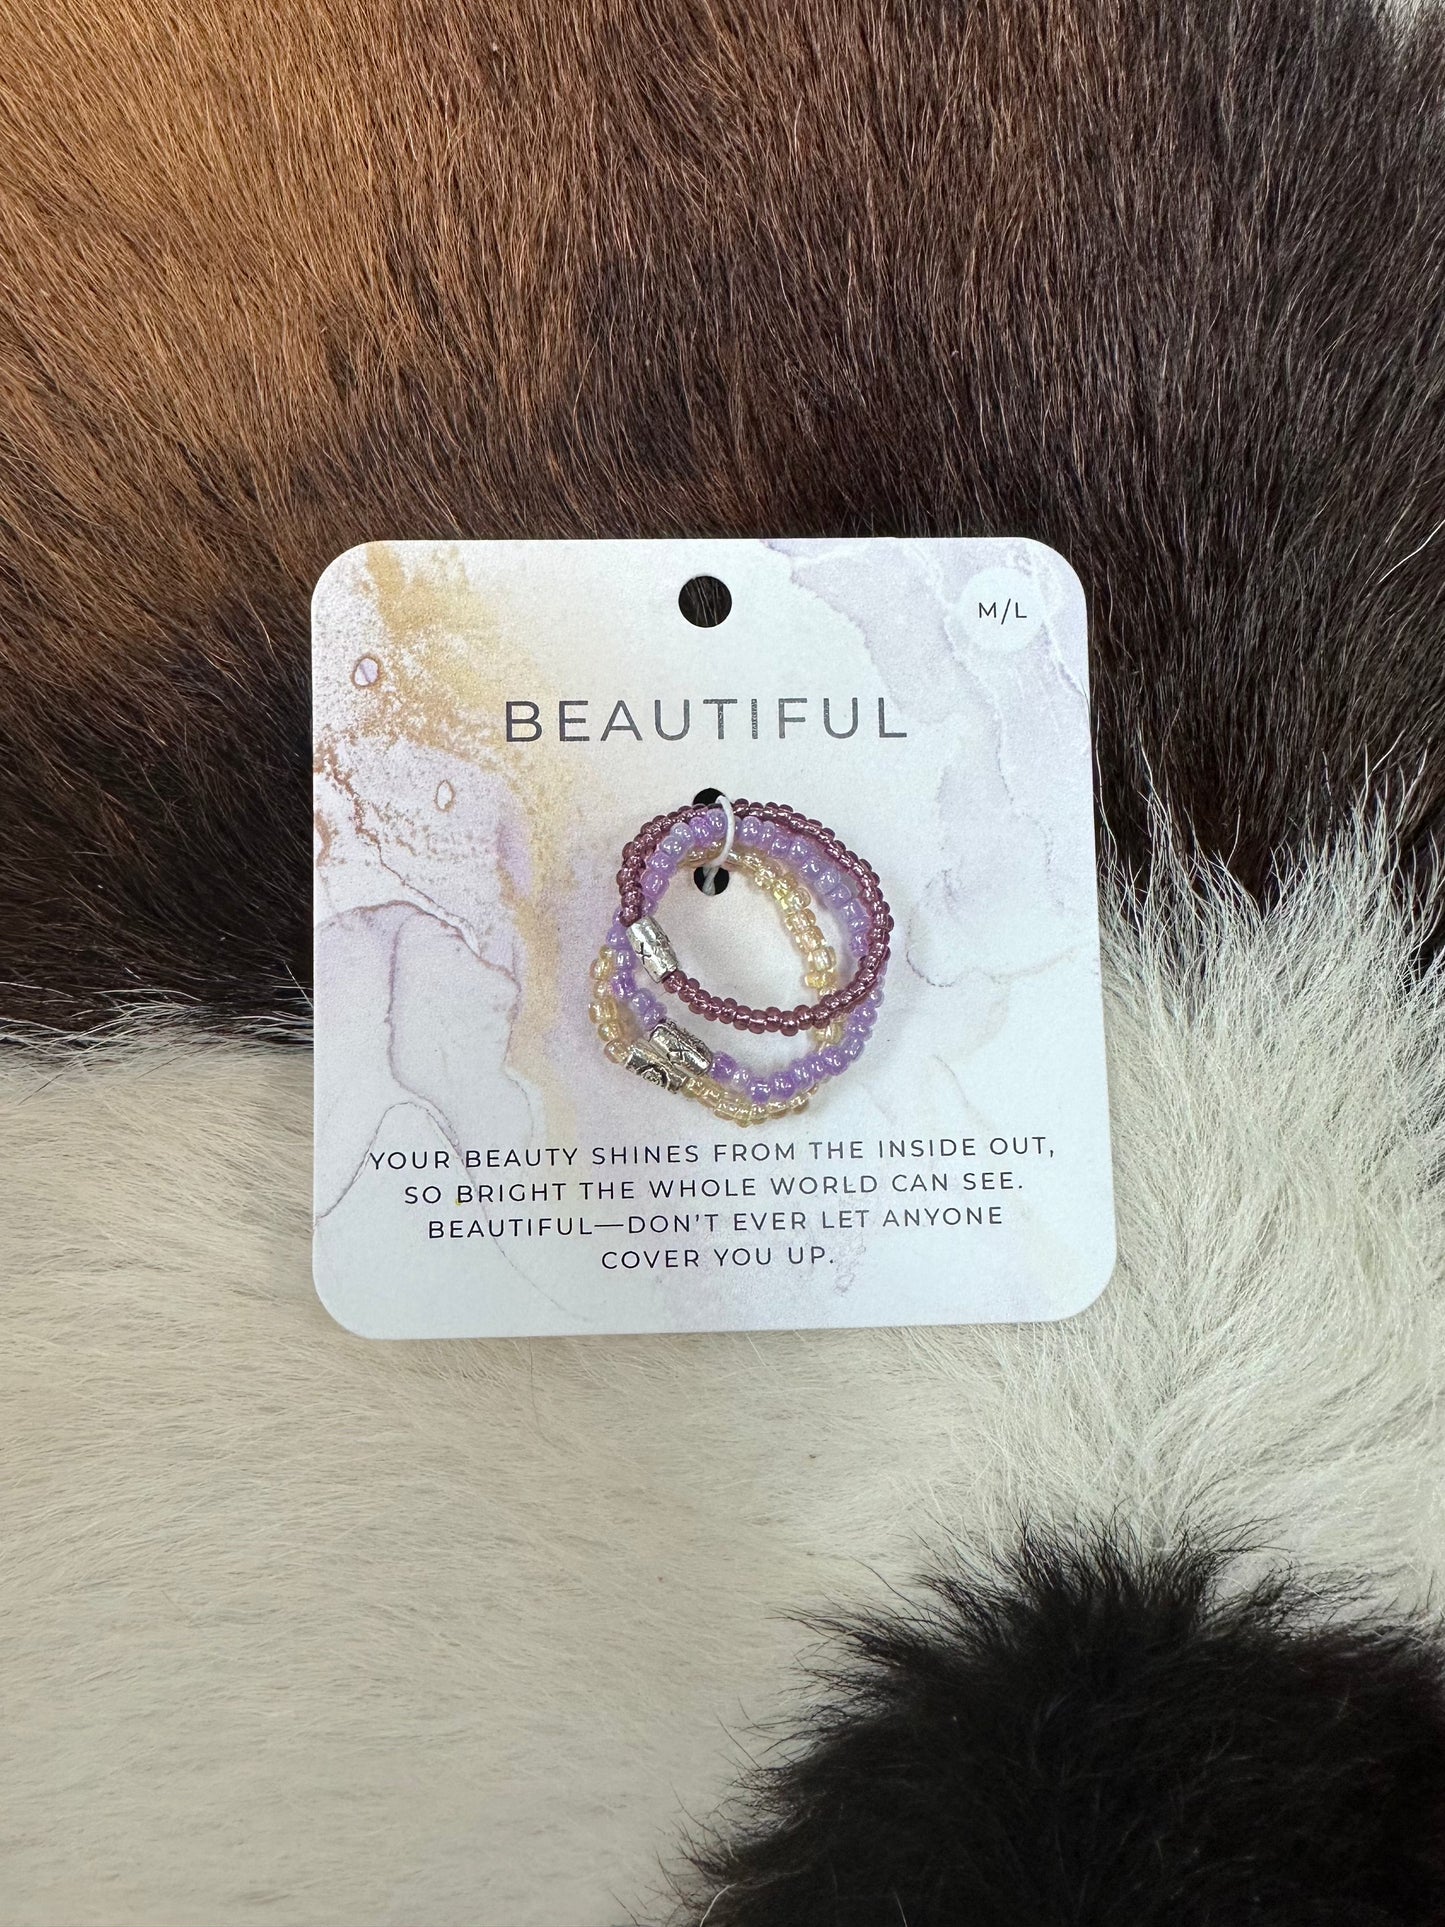 M/L
BEAUTIFUL
YOUR BEAUTY SHINES FROM THE INSIDE OUT,
SO BRIGHT THE WHOLE WORLD CAN SEE.
BEAUTIFUL—DON'T EVER LET ANYONE
COVER YOU UP.